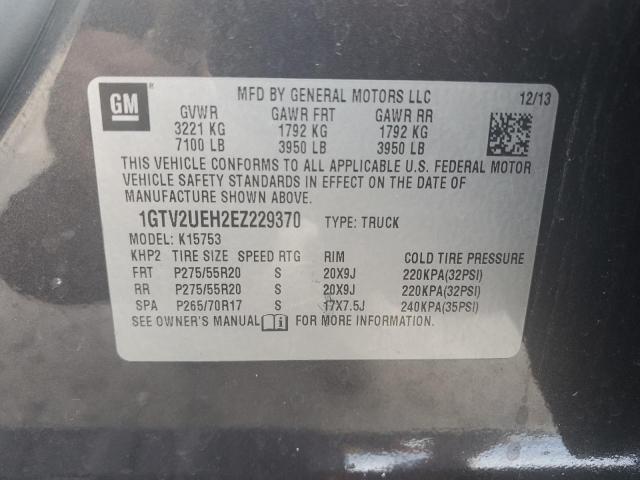 GM
MFD BY GENERAL MOTORS LLC 12/13
GVWR GAWR FRT GAWR RR
3221 KG 1792 KG 1792 KG
7100 LB 3950 LB 3950 LB
THIS VEHICLE CONFORMS TO ALL APPLICABLE U.S. FEDERAL MOTOR
VEHICLE SAFETY STANDARDS IN EFFECT ON THE DATE OF
MANUFACTURE SHOWN ABOVE.
1GTV2UEH2EZ229370 TYPE: TRUCK
MODEL: K15753
KHP2 TIRE SIZE SPEED RTG RIM COLD TIRE PRESSURE
FRT P275/55R20 S 20X9J 220KPA(32PSI)
RR P275/55R20 S 20X9J 220KPA(32PSI)
SPA P265/70R17 S 17X7.5J 240KPA(35PSI)
SEE OWNER'S MANUAL i FOR MORE INFORMATION.